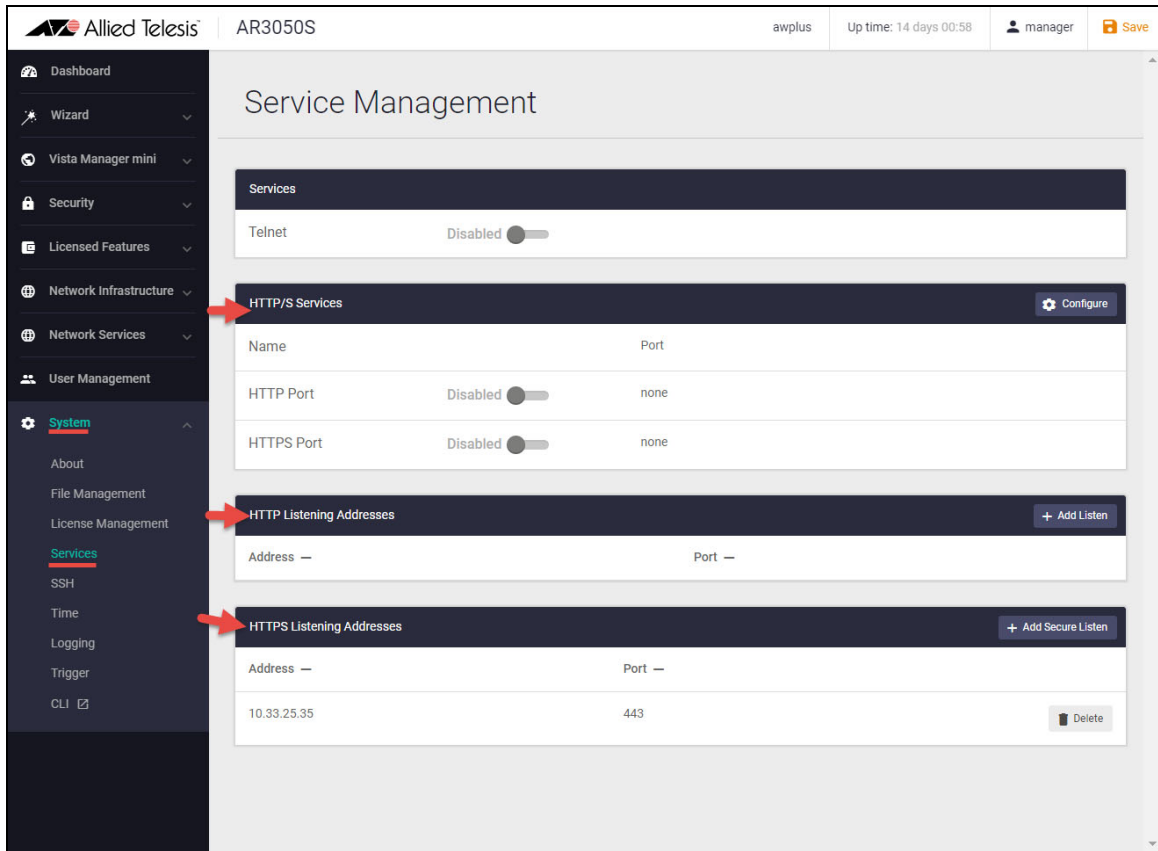 Allied Telesis
AR3050S
awplus
Up time: 14 days 00:58
manager
Save
Dashboard
Wizard
Vista Manager mini
Security
Licensed Features
Network Infrastructure
Network Services
User Management
System
About
File Management
License Management
Services
SSH
Time
Logging
Trigger
CLI
Service Management
Services
Telnet Disabled
HTTP/S Services Configure
Name Port
HTTP Port Disabled none
HTTPS Port Disabled none
HTTP Listening Addresses + Add Listen
Address — Port —
HTTPS Listening Addresses + Add Secure Listen
Address — Port —
10.33.25.35 443 Delete